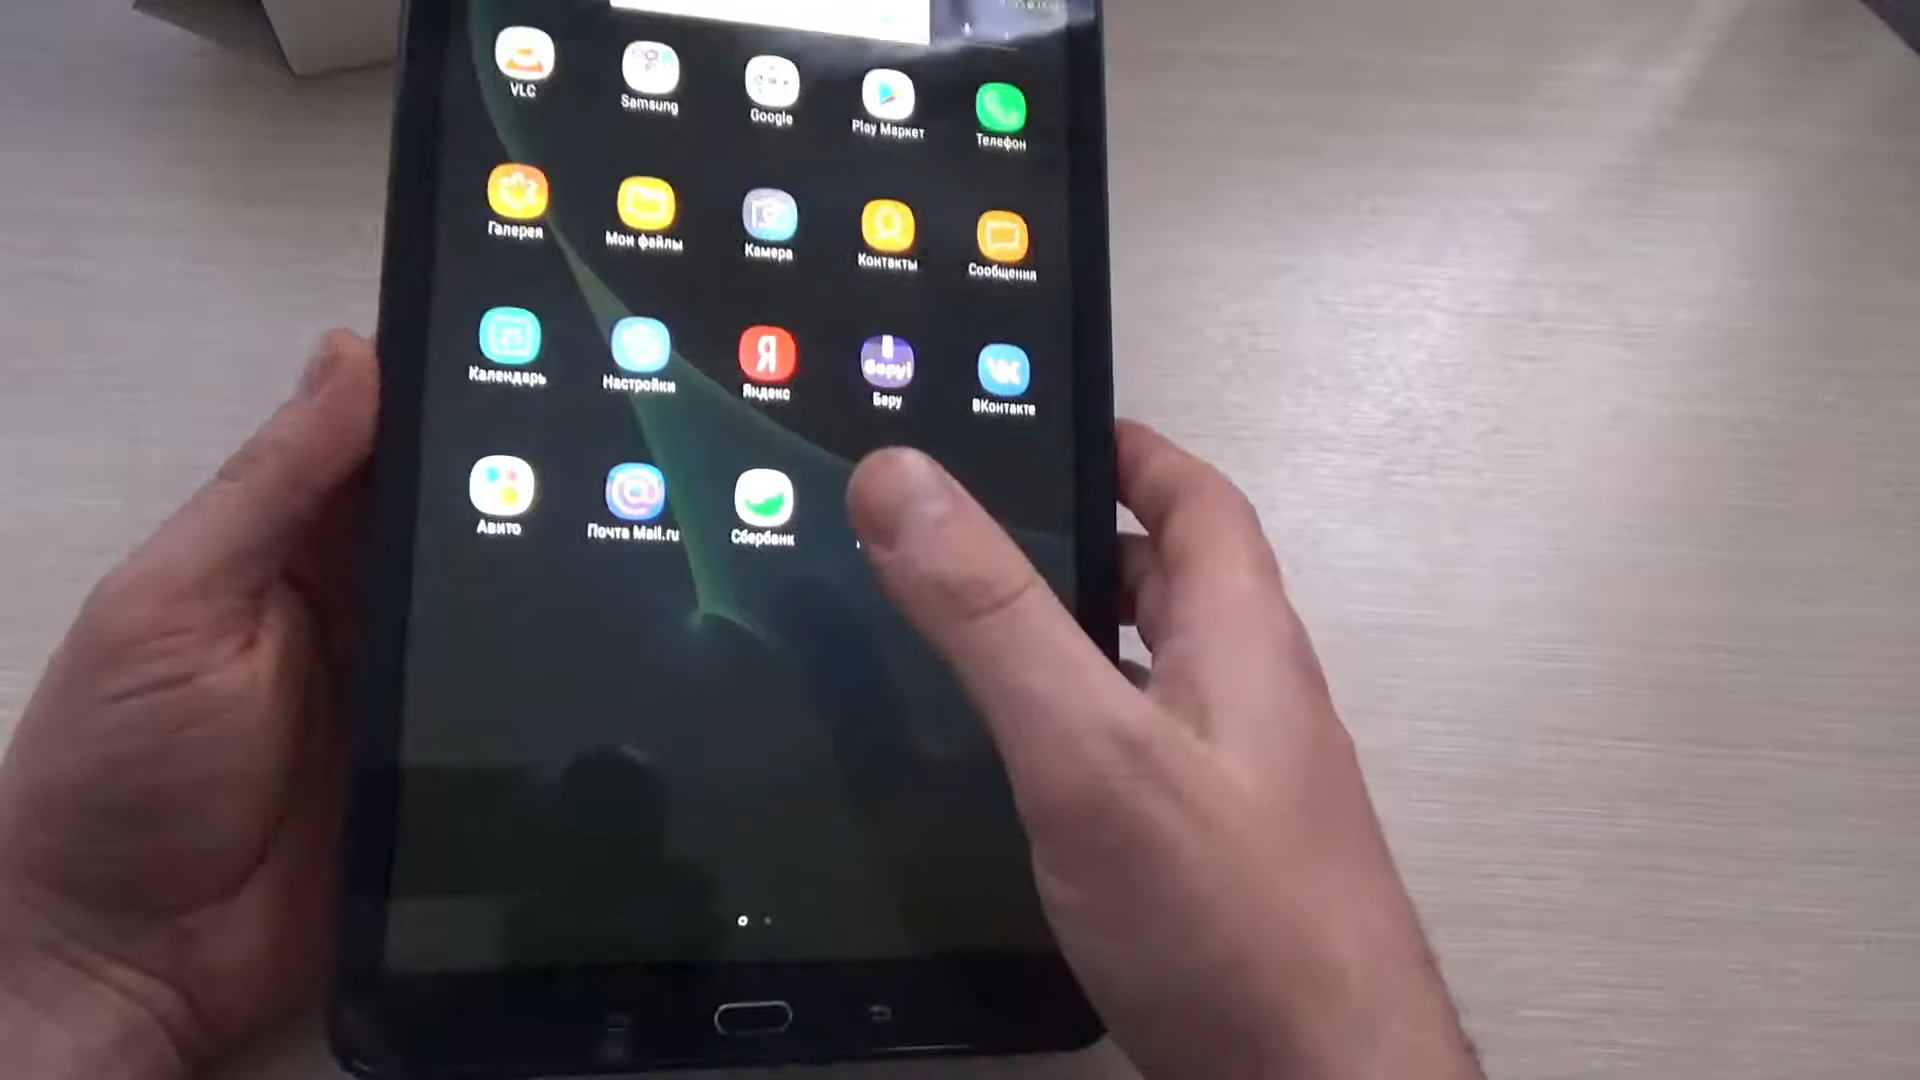 VLC
Samsung
Google
Play Маркет
Телефон
Галерея
Мои файлы
Камера
Контакты
Сообщения
Календарь
Настройки
Я
Яндекс
беру!
Беру
ВКонтакте
Авито
@
Почта Mail.ru
Сбербанк